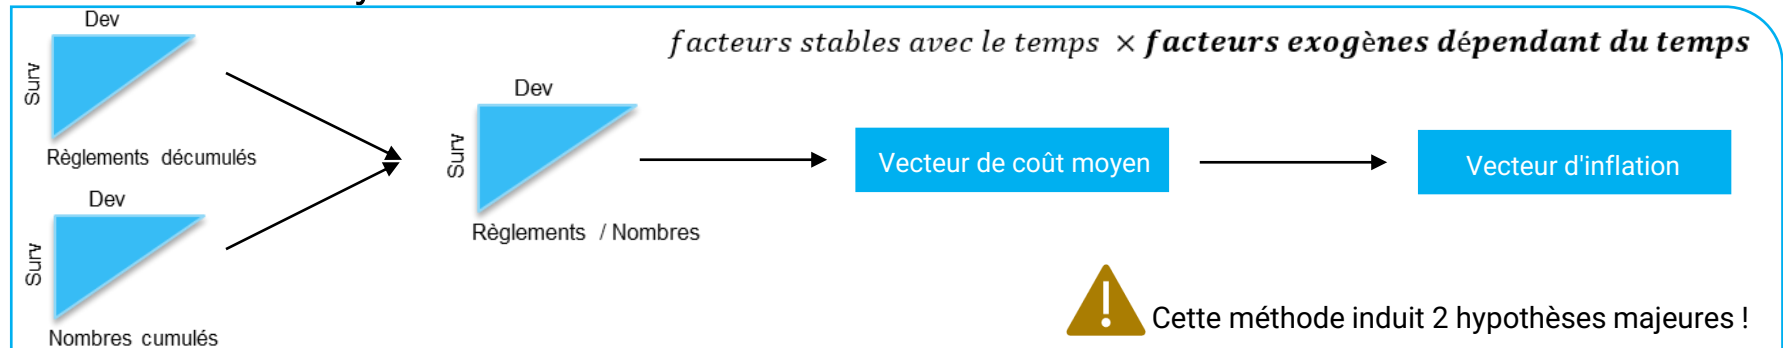 Dev
Surv
Règlements décumulés
Dev
Surv
Nombres cumulés
facteurs stables avec le temps × facteurs exogènes dépendant du temps
Dev
Surv
Règlements / Nombres
Vecteur de coût moyen
Vecteur d'inflation
Cette méthode induit 2 hypothèses majeures !